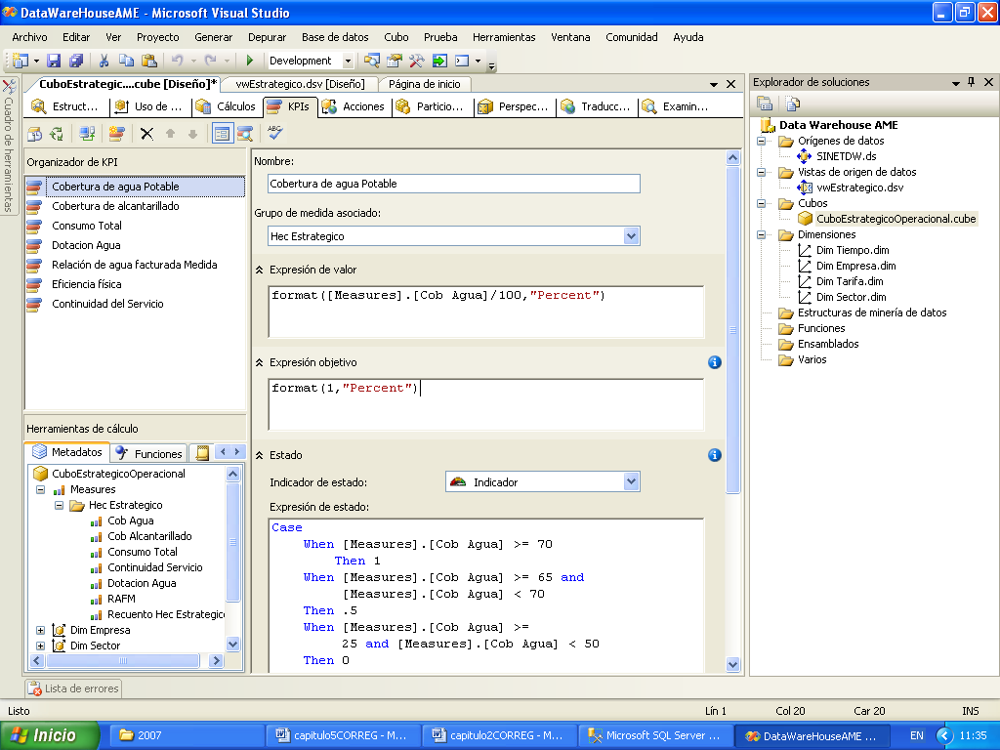 DataWareHouseAME - Microsoft Visual Studio
Archivo Editar Ver Proyecto Generar Depurar Base de datos Cubo Prueba Herramientas Ventana Comunidad Ayuda
Development
Cuadro de herramientas
CuboEstrategic....cube [Diseño]* vwEstrategico.dsv [Diseño] Página de inicio
Estruct... Uso de ... Cálculos KPIs Acciones Particio... Perspec... Traducc... Examin...
ABC
Organizador de KPI
Cobertura de agua Potable
Cobertura de alcantarillado
Consumo Total
Dotacion Agua
Relación de agua facturada Medida
Eficiencia física
Continuidad del Servicio
Herramientas de cálculo
Metadatos Funciones
CuboEstrategicoOperacional
Measures
Hec Estrategico
Cob Agua
Cob Alcantarillado
Consumo Total
Continuidad Servicio
Dotacion Agua
RAFM
Recuento Hec Estrategico
Dim Empresa
Dim Sector
Nombre:
Cobertura de agua Potable
Grupo de medida asociado:
Hec Estrategico
Expresión de valor
format([Measures].[Cob Agua]/100,"Percent")
Expresión objetivo
format(1,"Percent")
Estado
Indicador de estado:
Indicador
Expresión de estado:
Case
When [Measures].[Cob Agua] >= 70
Then 1
When [Measures].[Cob Agua] >= 65 and
[Measures].[Cob Agua] < 70
Then .5
When [Measures].[Cob Agua] >=
25 and [Measures].[Cob Agua] < 50
Then 0
Explorador de soluciones
Data Warehouse AME
Orígenes de datos
SINETDW.ds
Vistas de origen de datos
vwEstrategico.dsv
Cubos
CuboEstrategicoOperacional.cube
Dimensiones
Dim Tiempo.dim
Dim Empresa.dim
Dim Tarifa.dim
Dim Sector.dim
Estructuras de minería de datos
Funciones
Ensamblados
Varios
Lista de errores
Listo Lín 1 Col 20 Car 20 INS
Inicio 2007 capitulo5CORREG - M... capitulo2CORREG - M... Microsoft SQL Server ... DataWareHouseAME ... EN 11:35